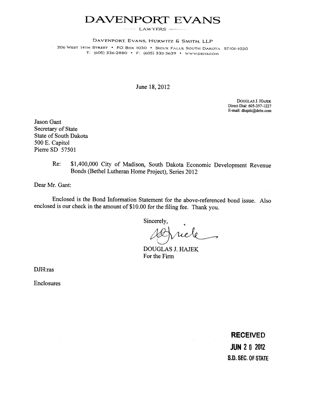 DAVENPORT EVANS
LAWYERS
DAVENPORT, EVANS, HURWITZ & SMITH, LLP
206 WEST 14TH STREET • PO BOX 1030 • SIOUX FALLS, SOUTH DAKOTA 57101-1030
T: (605) 336-2880 • F: (605) 335-3639 • WWW.DEHS.COM
June 18, 2012
DOUGLAS J. HAJEK
Direct Dial: 605-357-1227
E-mail: dhajek@dehs.com
Jason Gant
Secretary of State
State of South Dakota
500 E. Capitol
Pierre SD 57501
Re: $1,400,000 City of Madison, South Dakota Economic Development Revenue
Bonds (Bethel Lutheran Home Project), Series 2012
Dear Mr. Gant:
Enclosed is the Bond Information Statement for the above-referenced bond issue. Also
enclosed is our check in the amount of $10.00 for the filing fee. Thank you.
Sincerely,
DOUGLAS J. HAJEK
For the Firm
DJH:ras
Enclosures
RECEIVED
JUN 20 2012
S.D. SEC. OF STATE